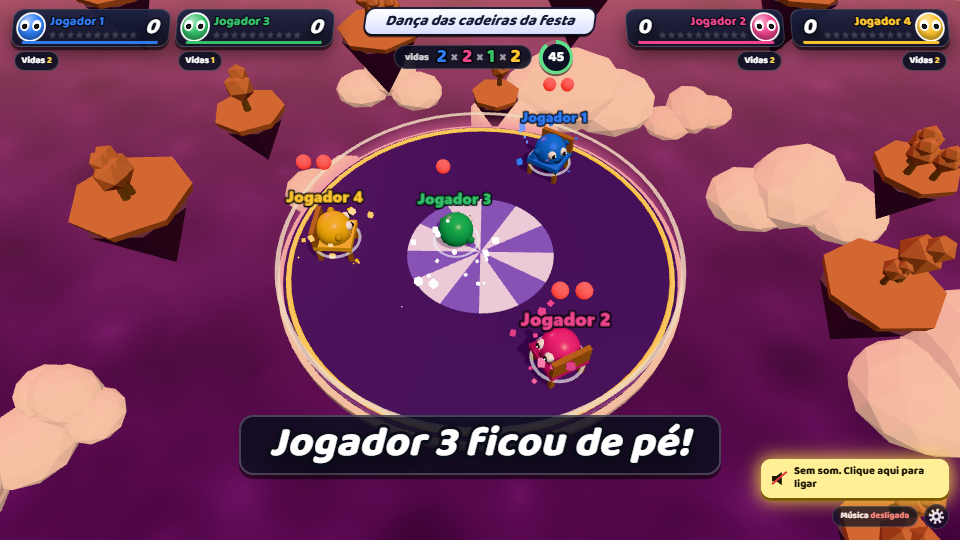 Jogador 1
0
Jogador 3
0
Dança das cadeiras da festa
0
Jogador 2
0
Jogador 4
Vidas 2
Vidas 1
vidas 2 x 2 x 1 x 2
45
Vidas 2
Vidas 2
Jogador 1
Jogador 4
Jogador 3
Jogador 2
Jogador 3 ficou de pé!
Sem som. Clique aqui para
ligar
Música desligada